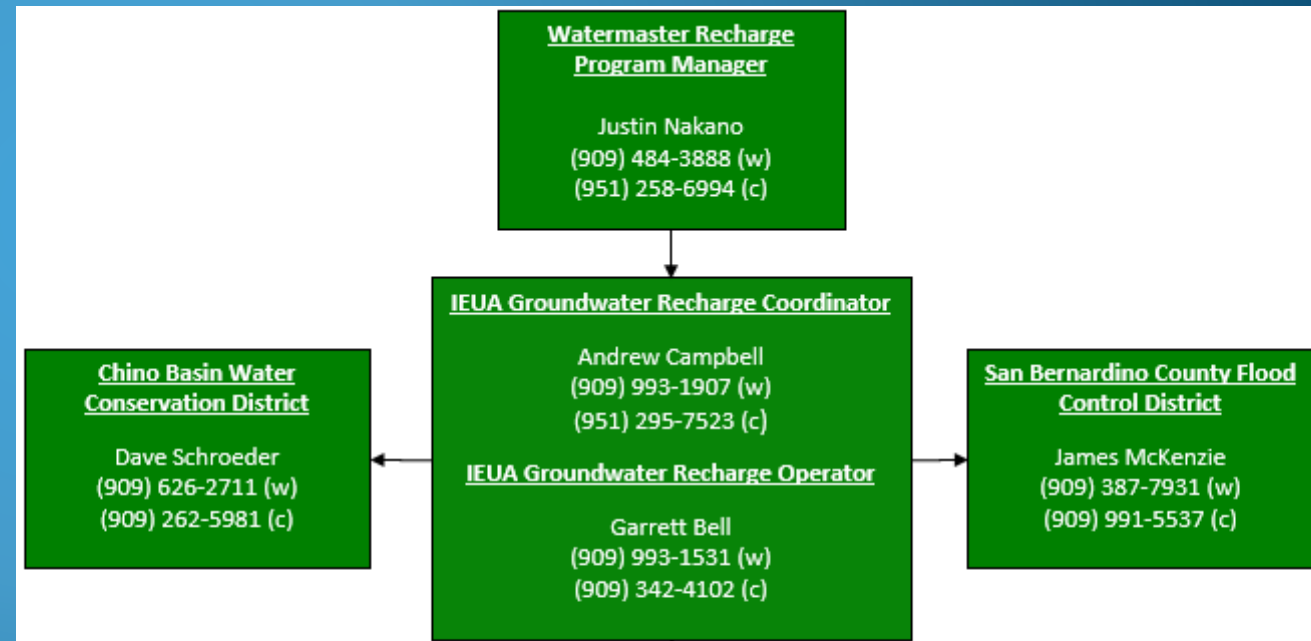 Watermaster Recharge
Program Manager
Justin Nakano
(909) 484-3888 (w)
(951) 258-6994 (c)
IEUA Groundwater Recharge Coordinator
Andrew Campbell
(909) 993-1907 (w)
(951) 295-7523 (c)
IEUA Groundwater Recharge Operator
Garrett Bell
(909) 993-1531 (w)
(909) 342-4102 (c)
Chino Basin Water
Conservation District
Dave Schroeder
(909) 626-2711 (w)
(909) 262-5981 (c)
San Bernardino County Flood
Control District
James McKenzie
(909) 387-7931 (w)
(909) 991-5537 (c)